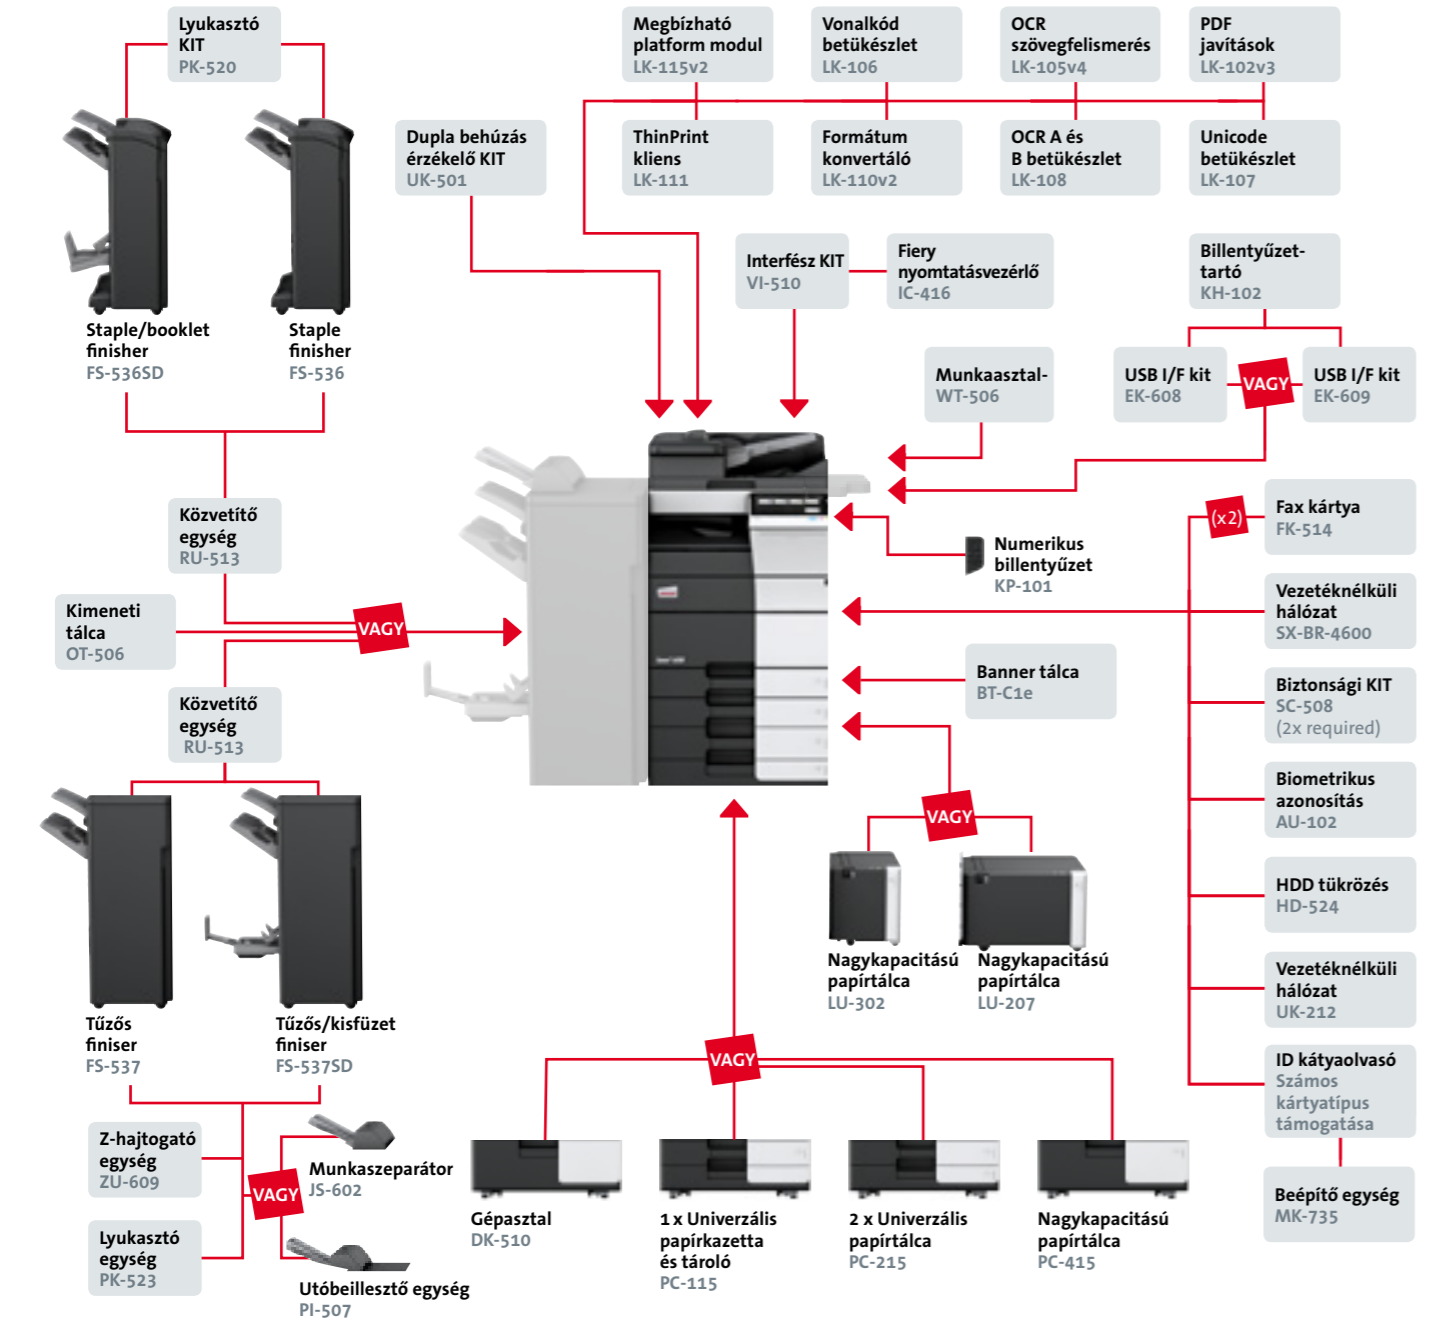 Lyukasztó
KIT
PK-520
Megbízható
platform modul
LK-115v2
Vonalkód
betükészlet
LK-106
OCR
szövegfelismerés
LK-105v4
PDF
javítások
LK-102v3
Dupla behúzás
érzékelő KIT
UK-501
ThinPrint
kliens
LK-111
Formátum
konvertáló
LK-110v2
OCR A és
B betükészlet
LK-108
Unicode
betükészlet
LK-107
Interfész KIT
VI-510
Fiery
nyomtatásvezérlő
IC-416
Billentyűzet-
tartó
KH-102
Staple/booklet
finisher
FS-536SD
Staple
finisher
FS-536
Munkaasztal-
WT-506
USB I/F kit
EK-608
VAGY
USB I/F kit
EK-609
Közvetítő
egység
RU-513
(x2)
Fax kártya
FK-514
Numerikus
billentyűzet
KP-101
Kimeneti
tálca
OT-506
VAGY
Vezetéknélküli
hálózat
SX-BR-4600
Banner tálca
BT-C1e
Biztonsági KIT
SC-508
(2x required)
Közvetítő
egység
RU-513
VAGY
Biometrikus
azonosítás
AU-102
HDD tükrözés
HD-524
Nagykapacitású
papírtálca
LU-302
Nagykapacitású
papírtálca
LU-207
Vezetéknélküli
hálózat
UK-212
Tűzős
finiser
FS-537
Tűzős/kisfüzet
finiser
FS-537SD
VAGY
ID kátyaolvasó
Számos
kártyatípus
támogatása
Z-hajtogató
egység
ZU-609
VAGY
Munkaszeparátor
JS-602
Beépítő egység
MK-735
Lyukasztó
egység
PK-523
Utóbeillesztő egység
PI-507
Gépasztal
DK-510
1 x Univerzális
papírkazetta
és tároló
PC-115
2 x Univerzális
papírtálca
PC-215
Nagykapacitású
papírtálca
PC-415